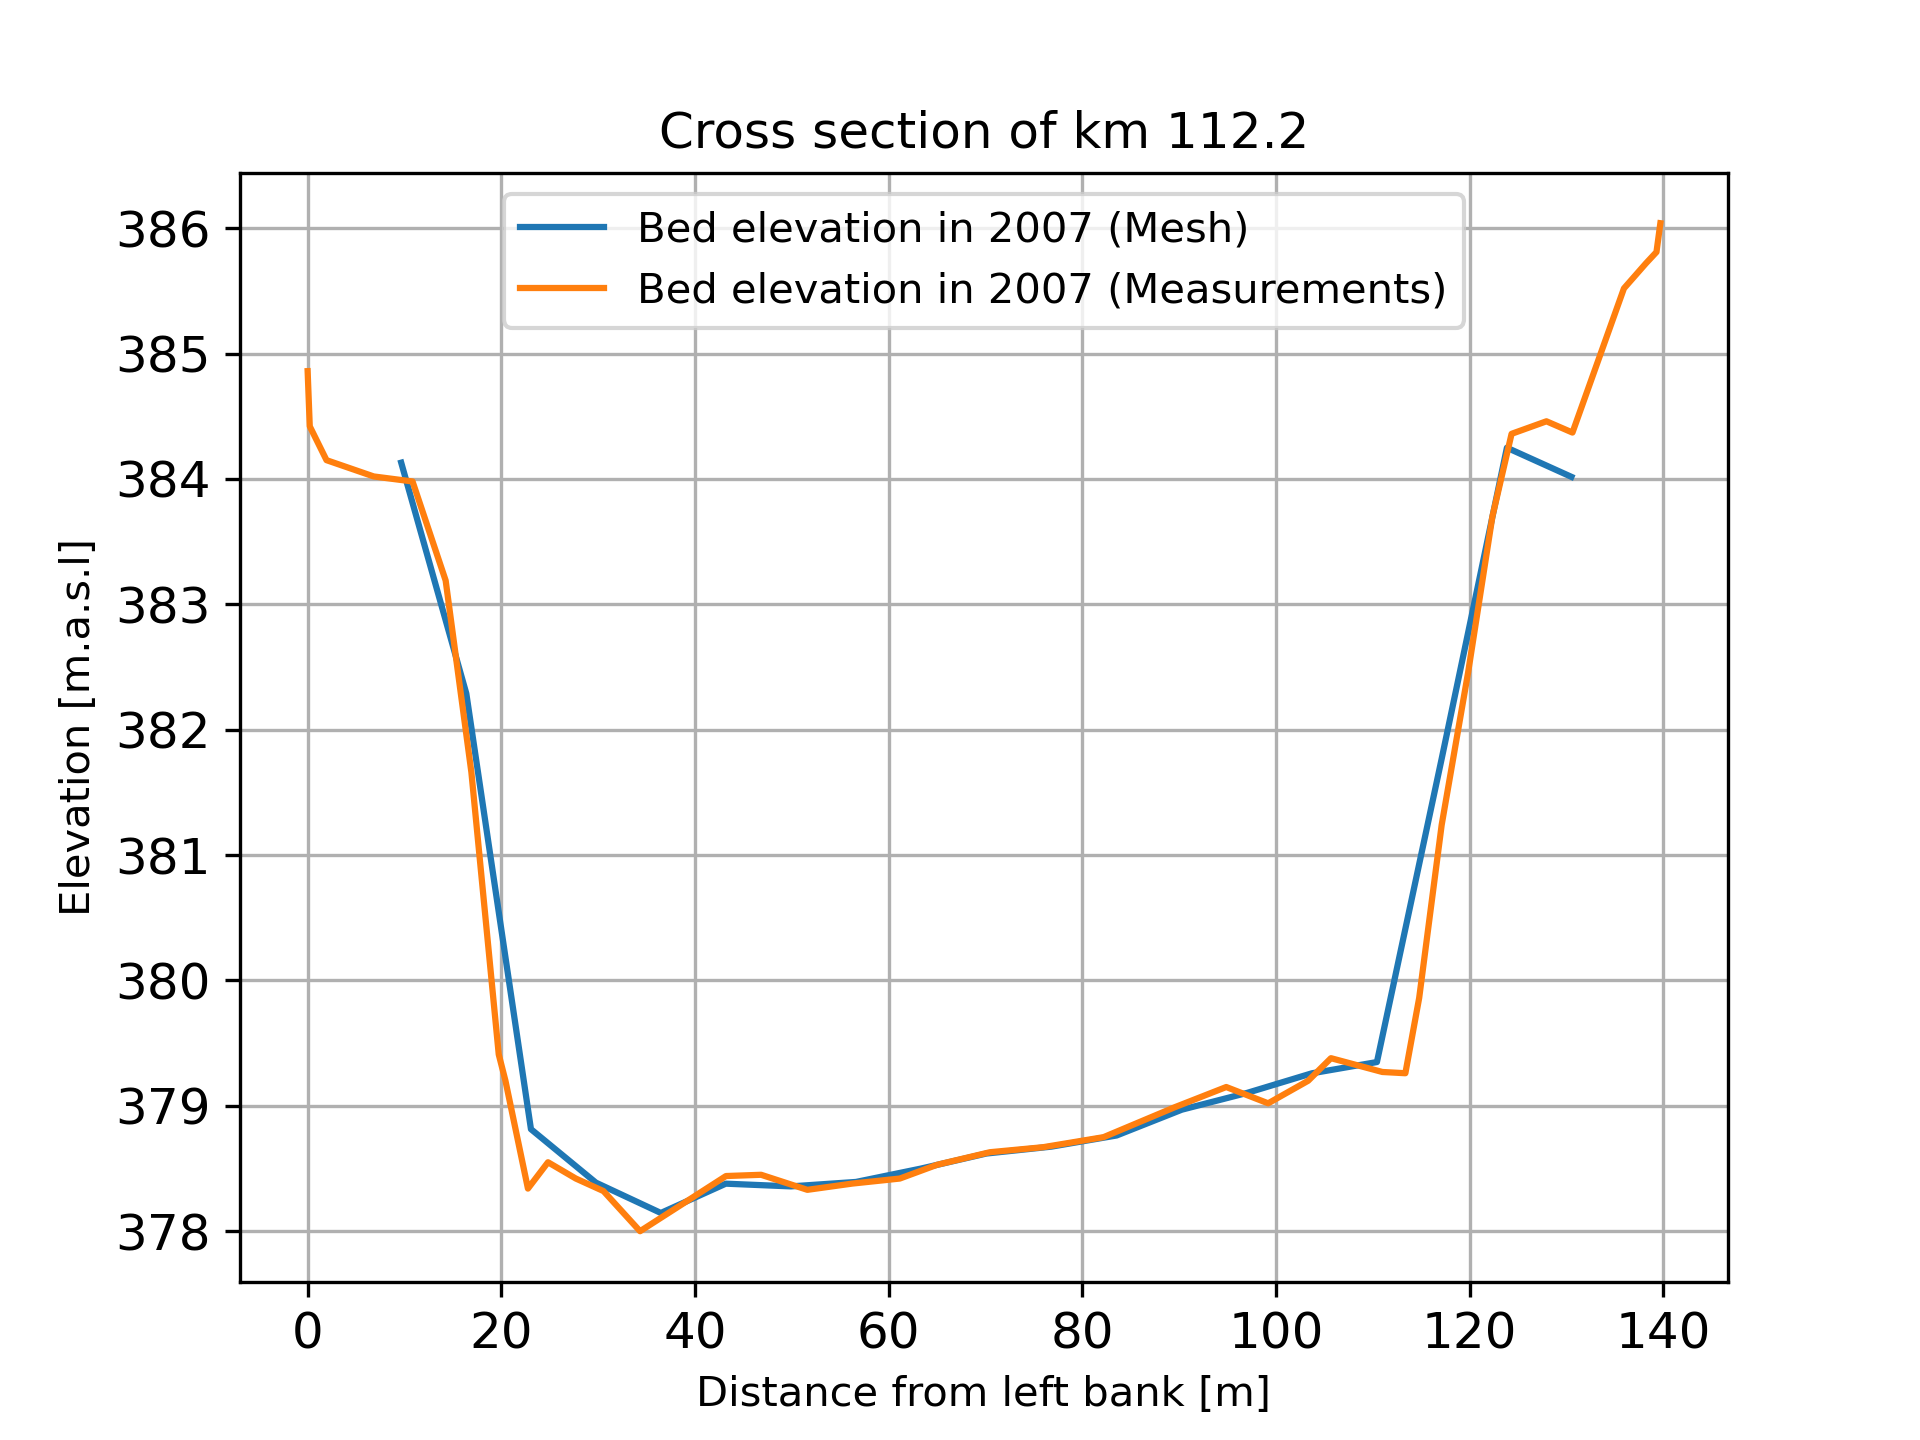 Cross section of km 112.2
Bed elevation in 2007 (Mesh)
Bed elevation in 2007 (Measurements)
Elevation [m.a.s.l]
386
385
384
383
382
381
380
379
378
0 20 40 60 80 100 120 140
Distance from left bank [m]